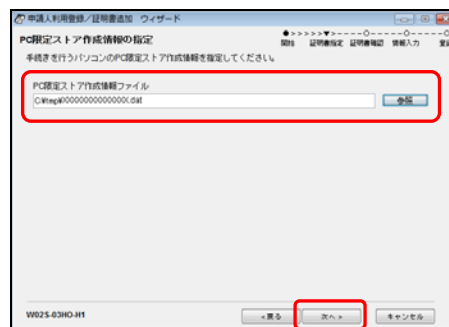 申請人利用登録/証明書追加 ウィザード
PC限定ストア作成情報の指定
開始 証明書指定 証明書確認 情報入力
手続きを行うパソコンのPC限定ストア作成情報を指定してください。
PC限定ストア作成情報ファイル
参照
W02S-03HO-H1
<戻る 次へ> キャンセル